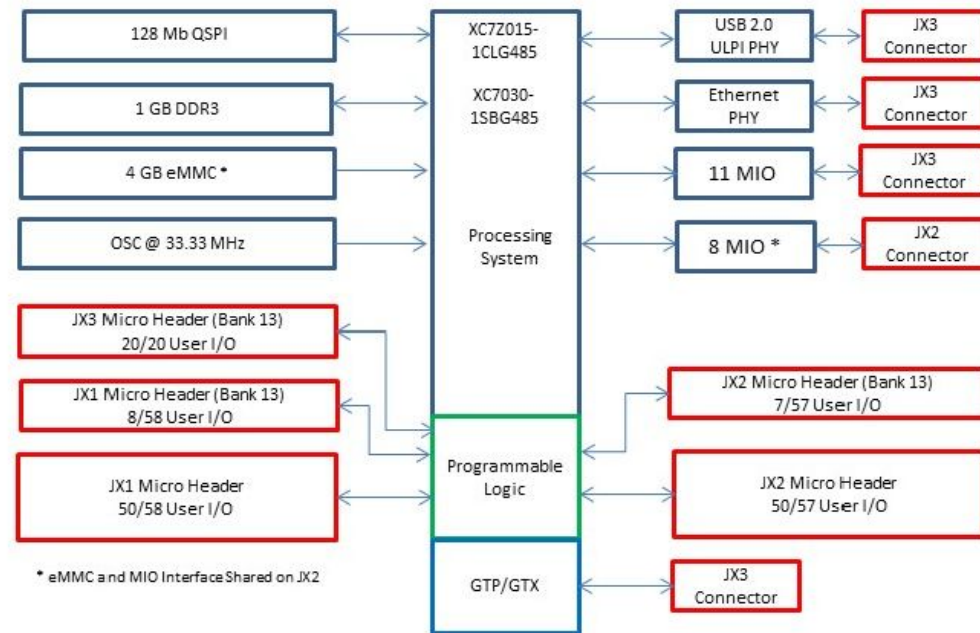 128 Mb QSPI
1 GB DDR3
4 GB eMMC *
OSC @ 33.33 MHz
JX3 Micro Header (Bank 13)
20/20 User I/O
JX1 Micro Header (Bank 13)
8/58 User I/O
JX1 Micro Header
50/58 User I/O
* eMMC and MIO Interface Shared on JX2
XC7Z015-
1CLG485
XC7030-
1SBG485
Processing
System
Programmable
Logic
GTP/GTX
USB 2.0
ULPI PHY
JX3
Connector
Ethernet
PHY
JX3
Connector
11 MIO
JX3
Connector
8 MIO *
JX2
Connector
JX2 Micro Header (Bank 13)
7/57 User I/O
JX2 Micro Header
50/57 User I/O
JX3
Connector